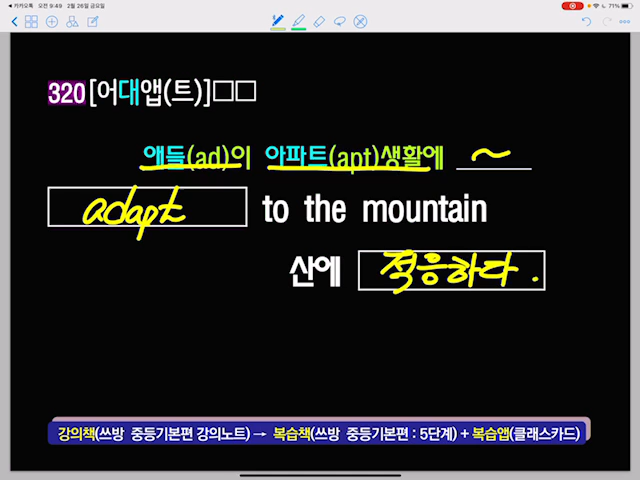 카카오톡 오전 9:49 2월 26일 금요일 71%
320 [어대앱(트)]□□
애들(ad)의 아파트(apt)생활에 ~
adapt to the mountain
산에 적응하다.
강의책(쓰방 중등기본편 강의노트) → 복습책(쓰방 중등기본편 : 5단계) + 복습앱(클래스카드)